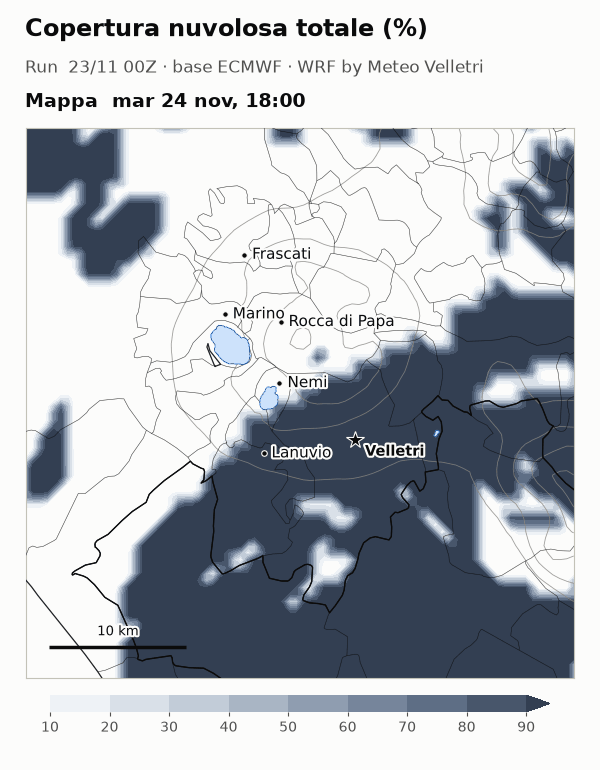 Copertura nuvolosa totale (%)
Run  23/11 00Z · base ECMWF · WRF by Meteo Velletri
Mappa  mar 24 nov, 18:00
Frascati
Marino
Rocca di Papa
Nemi
Velletri
Lanuvio
10 km
10 20 30 40 50 60 70 80 90